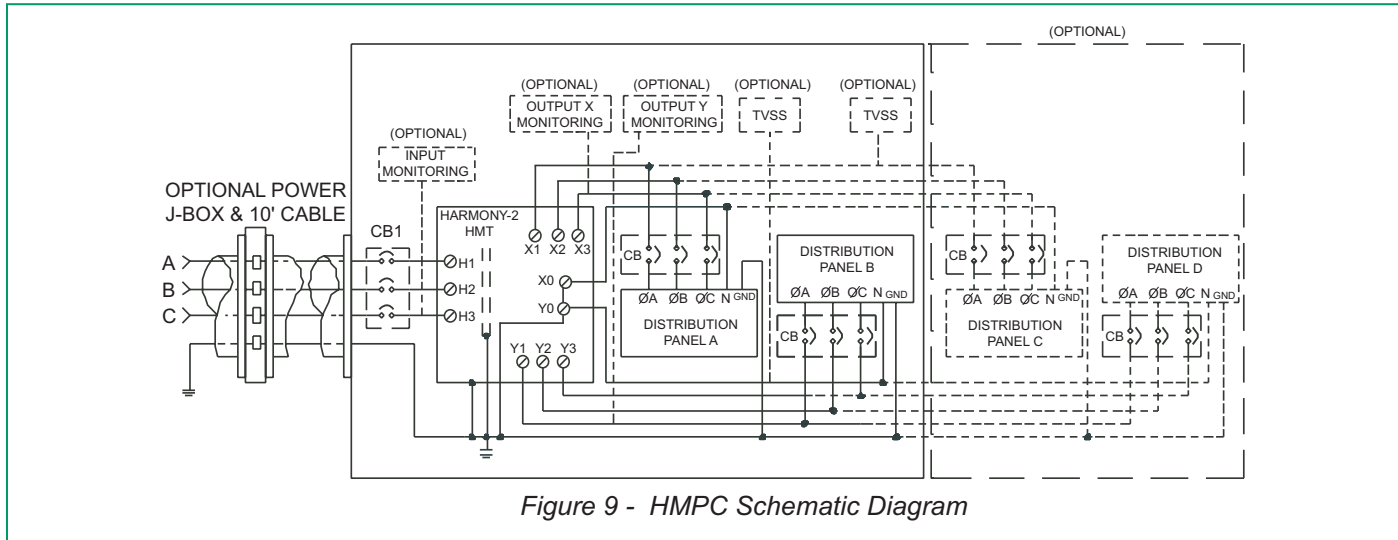 (OPTIONAL)
(OPTIONAL)
(OPTIONAL)
(OPTIONAL)
(OPTIONAL)
OUTPUT X
MONITORING
OUTPUT Y
MONITORING
TVSS
TVSS
(OPTIONAL)
INPUT
MONITORING
OPTIONAL POWER
J-BOX & 10' CABLE
CB1
HARMONY-2
HMT
X1
X2
X3
A
B
C
H1
H2
H3
X0
Y0
Y1
Y2
Y3
CB
ØA
ØB
ØC
N
GND
DISTRIBUTION
PANEL A
DISTRIBUTION
PANEL B
ØA
ØB
ØC
N
GND
CB
CB
ØA
ØB
ØC
N
GND
DISTRIBUTION
PANEL C
DISTRIBUTION
PANEL D
ØA
ØB
ØC
N
GND
CB
Figure 9 - HMPC Schematic Diagram